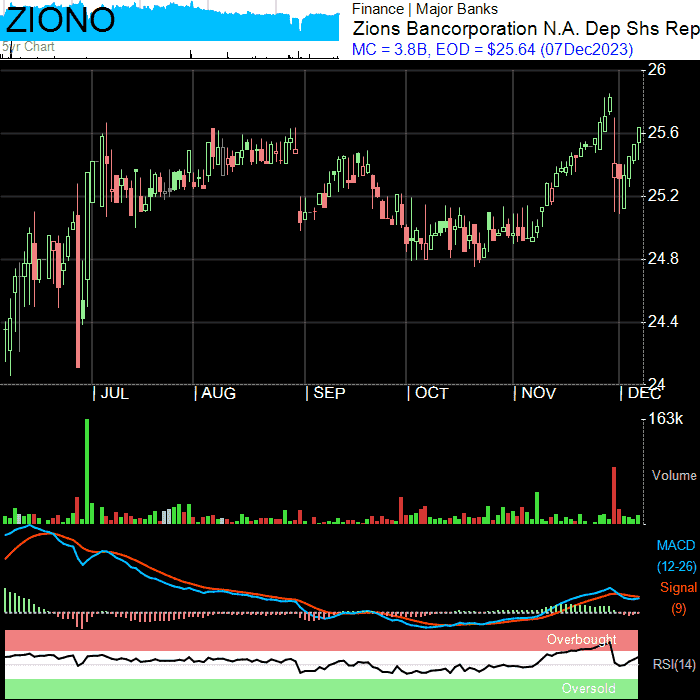 ZIONO
5yr Chart
Finance | Major Banks
Zions Bancorporation N.A. Dep Shs Rep
MC = 3.8B, EOD = $25.64 (07Dec2023)
26
25.6
25.2
24.8
24.4
24
| JUL | AUG | SEP | OCT | NOV | DEC
163k
Volume
MACD
(12-26)
Signal
(9)
Overbought
RSI(14)
Oversold